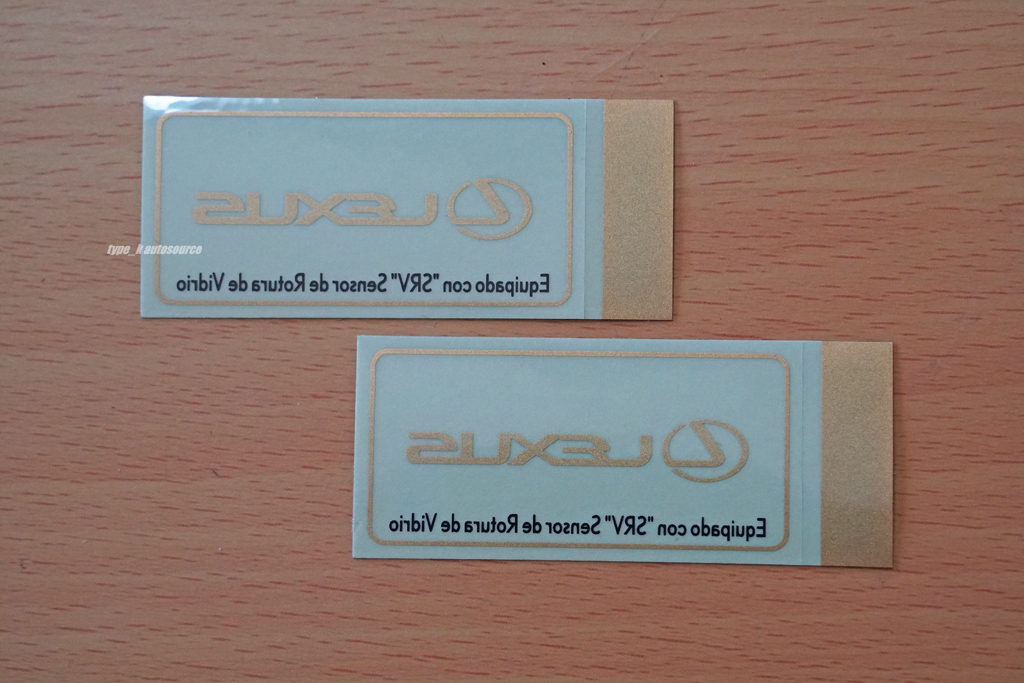 LEXUS
type_k autosource
Equipado con "SRV" Sensor de Rotura de Vidrio
LEXUS
Equipado con "SRV" Sensor de Rotura de Vidrio